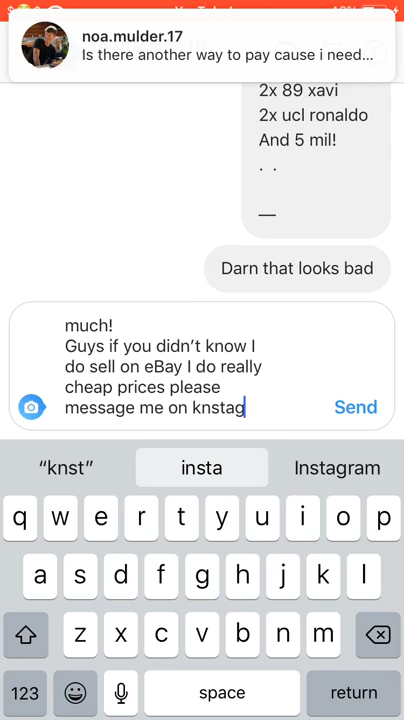 noa.mulder.17
Is there another way to pay cause i need...
2x 89 xavi
2x ucl ronaldo
And 5 mil!
. .
__
Darn that looks bad
much!
Guys if you didn't know I
do sell on eBay I do really
cheap prices please
message me on knstag
Send
“knst” insta Instagram
q w e r t y u i o p
a s d f g h j k l
z x c v b n m
123 space return